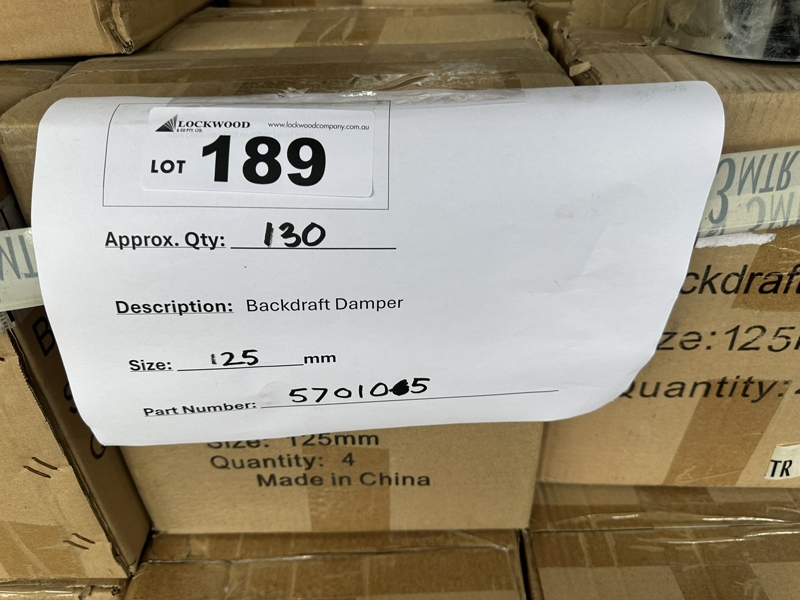 LOCKWOOD
& CO PTY. LTD.
www.lockwoodcompany.com.au
LOT 189
Approx. Qty: 130
Description: Backdraft Damper
Size: 125 mm
Part Number:
Size: 125mm
Quantity: 4
Made in China
ckdraft
ze:125
Quantity:
3MTR
TR